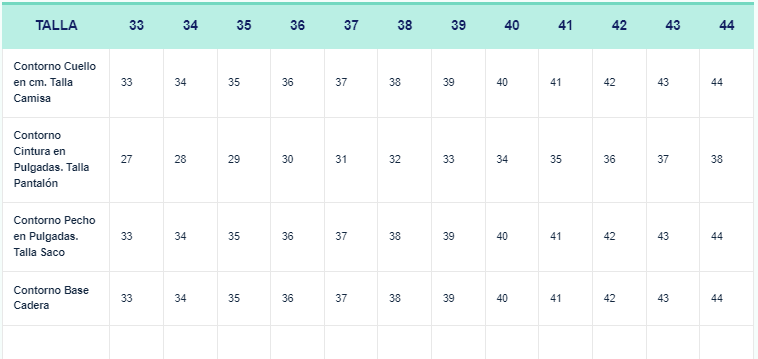 TALLA 33 34 35 36 37 38 39 40 41 42 43 44
Contorno Cuello
en cm. Talla
Camisa
33 34 35 36 37 38 39 40 41 42 43 44
Contorno
Cintura en
Pulgadas. Talla
Pantalón
27 28 29 30 31 32 33 34 35 36 37 38
Contorno Pecho
en Pulgadas.
Talla Saco
33 34 35 36 37 38 39 40 41 42 43 44
Contorno Base
Cadera
33 34 35 36 37 38 39 40 41 42 43 44